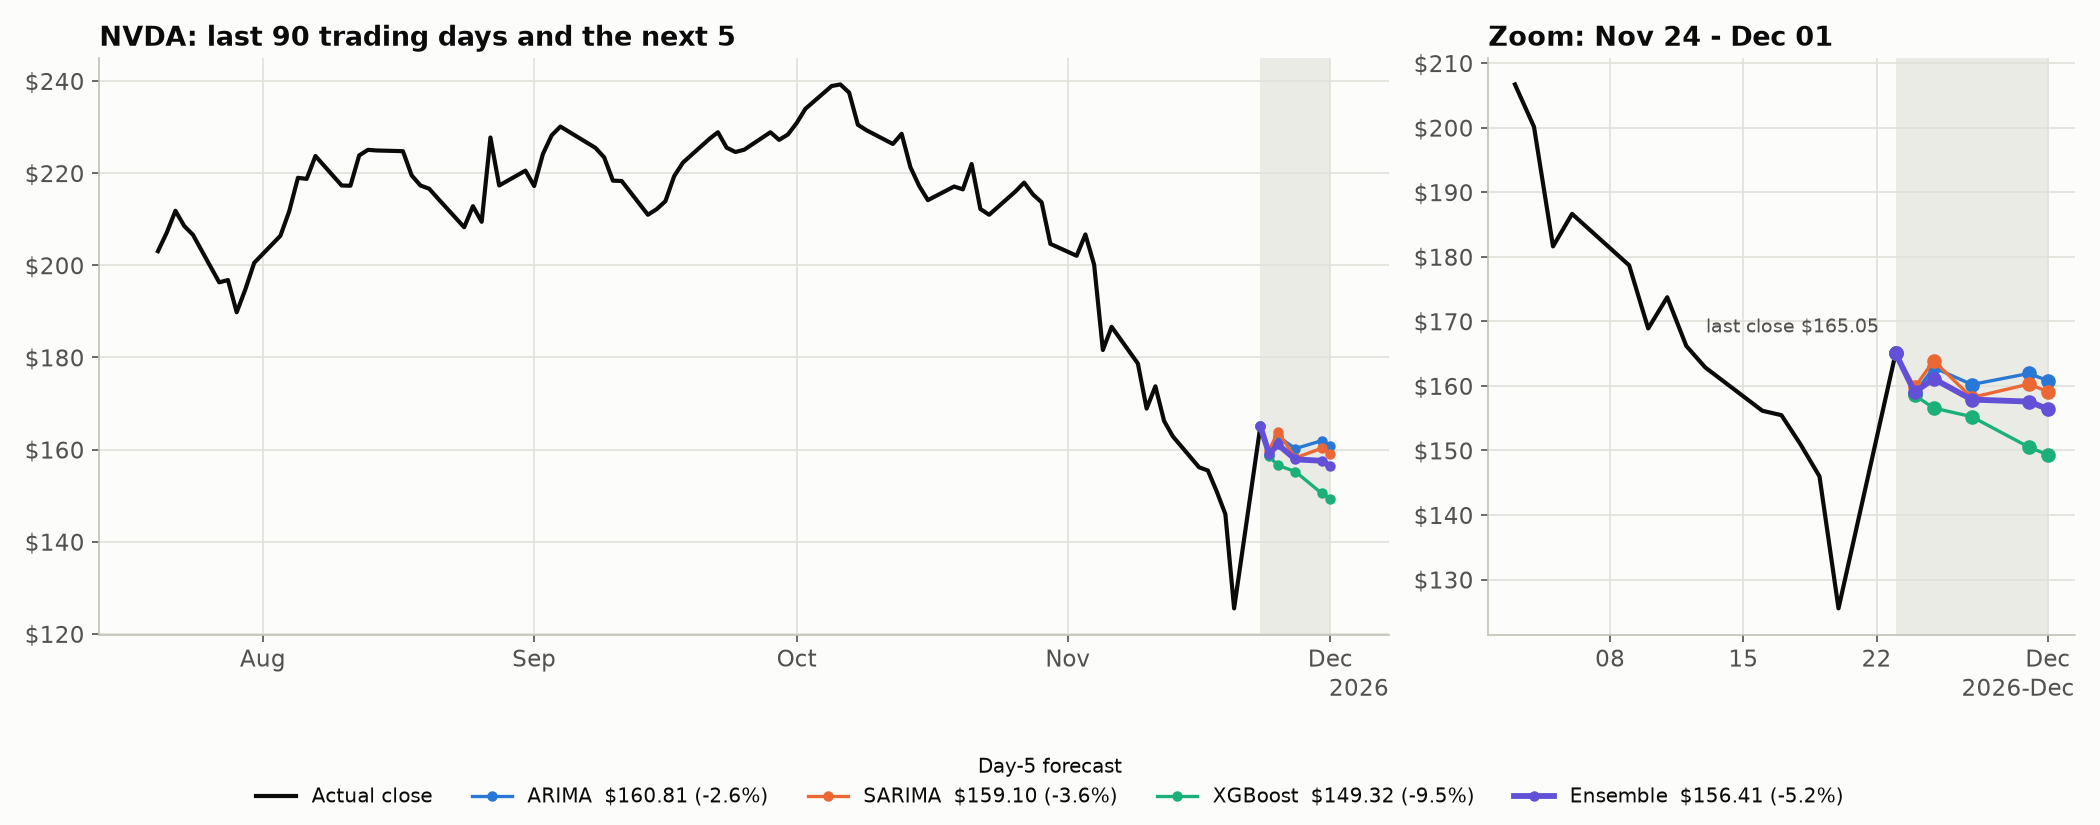 NVDA: last 90 trading days and the next 5
$240
$220
$200
$180
$160
$140
$120
Aug
Sep
Oct
Nov
Dec
2026
Zoom: Nov 24 - Dec 01
$210
$200
$190
$180
$170
$160
$150
$140
$130
last close $165.05
08
15
22
Dec
2026-Dec
Day-5 forecast
Actual close
ARIMA $160.81 (-2.6%)
SARIMA $159.10 (-3.6%)
XGBoost $149.32 (-9.5%)
Ensemble $156.41 (-5.2%)